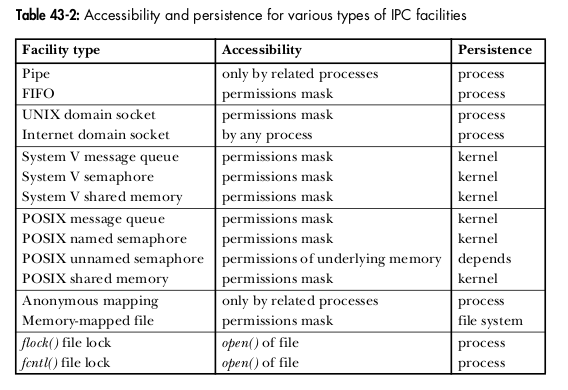 Table 43-2: Accessibility and persistence for various types of IPC facilities
Facility type Accessibility Persistence
Pipe only by related processes process
FIFO permissions mask process
UNIX domain socket permissions mask process
Internet domain socket by any process process
System V message queue permissions mask kernel
System V semaphore permissions mask kernel
System V shared memory permissions mask kernel
POSIX message queue permissions mask kernel
POSIX named semaphore permissions mask kernel
POSIX unnamed semaphore permissions of underlying memory depends
POSIX shared memory permissions mask kernel
Anonymous mapping only by related processes process
Memory-mapped file permissions mask file system
flock() file lock open() of file process
fcntl() file lock open() of file process